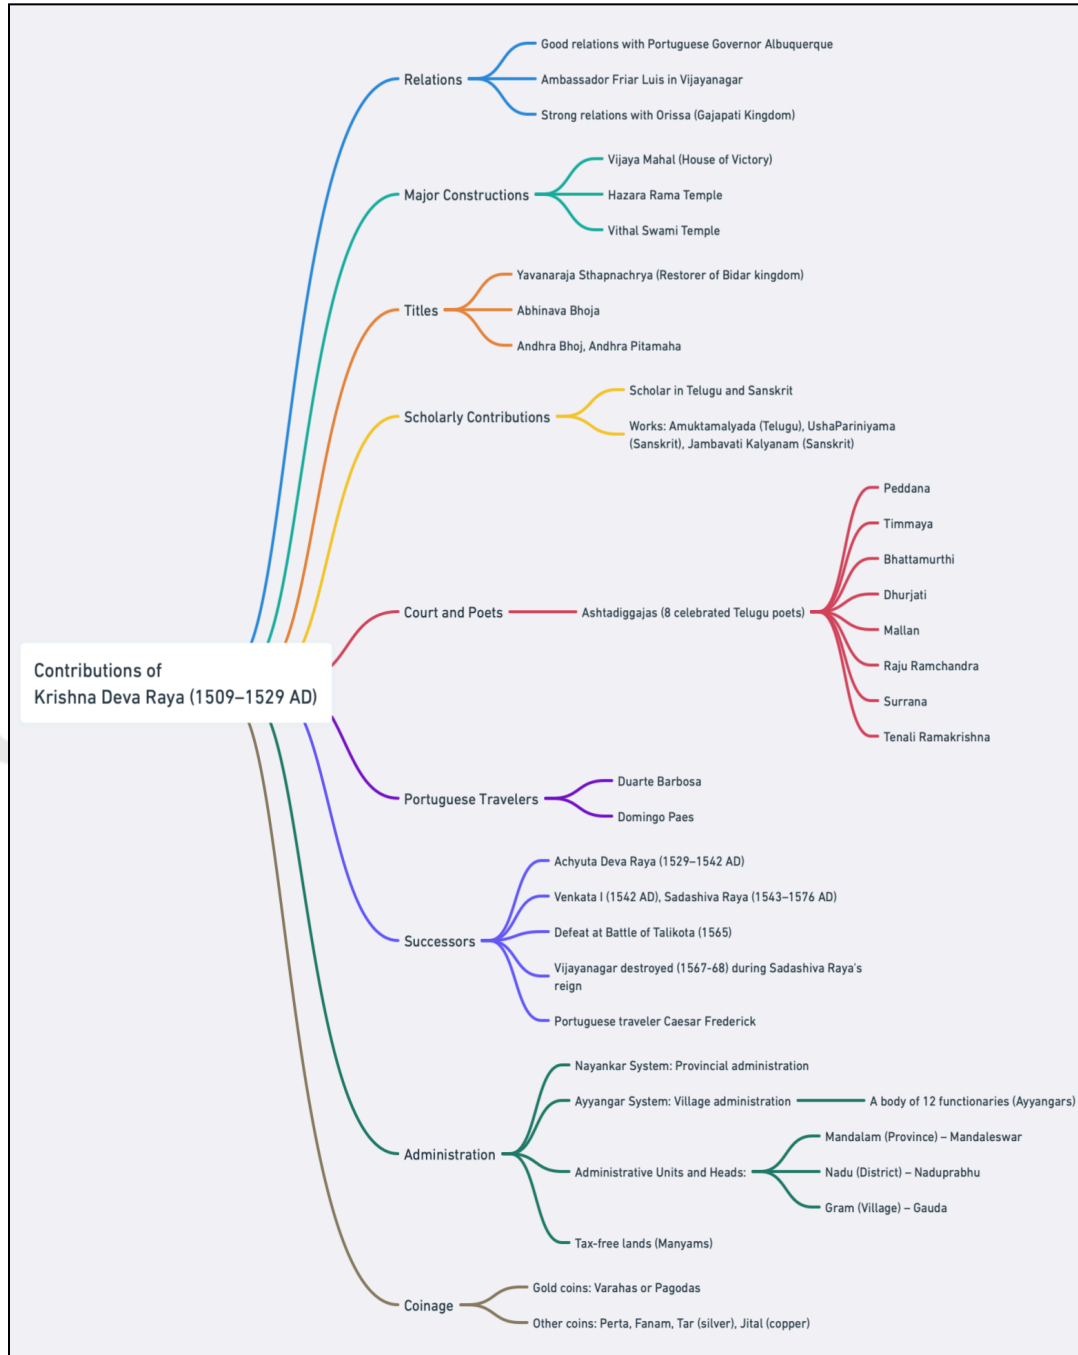 Contributions of
Krishna Deva Raya (1509–1529 AD)
Relations
Good relations with Portuguese Governor Albuquerque
Ambassador Friar Luis in Vijayanagar
Strong relations with Orissa (Gajapati Kingdom)
Major Constructions
Vijaya Mahal (House of Victory)
Hazara Rama Temple
Vithal Swami Temple
Titles
Yavanaraja Sthapnachrya (Restorer of Bidar kingdom)
Abhinava Bhoja
Andhra Bhoj, Andhra Pitamaha
Scholarly Contributions
Scholar in Telugu and Sanskrit
Works: Amuktamalyada (Telugu), UshaPariniyama
(Sanskrit), Jambavati Kalyanam (Sanskrit)
Court and Poets
Ashtadiggajas (8 celebrated Telugu poets)
Peddana
Timmaya
Bhattamurthi
Dhurjati
Mallan
Raju Ramchandra
Surrana
Tenali Ramakrishna
Portuguese Travelers
Duarte Barbosa
Domingo Paes
Successors
Achyuta Deva Raya (1529–1542 AD)
Venkata I (1542 AD), Sadashiva Raya (1543–1576 AD)
Defeat at Battle of Talikota (1565)
Vijayanagar destroyed (1567-68) during Sadashiva Raya's
reign
Portuguese traveler Caesar Frederick
Administration
Nayankar System: Provincial administration
Ayyangar System: Village administration
A body of 12 functionaries (Ayyangars)
Administrative Units and Heads:
Mandalam (Province) – Mandaleswar
Nadu (District) – Naduprabhu
Gram (Village) – Gauda
Tax-free lands (Manyams)
Coinage
Gold coins: Varahas or Pagodas
Other coins: Perta, Fanam, Tar (silver), Jital (copper)